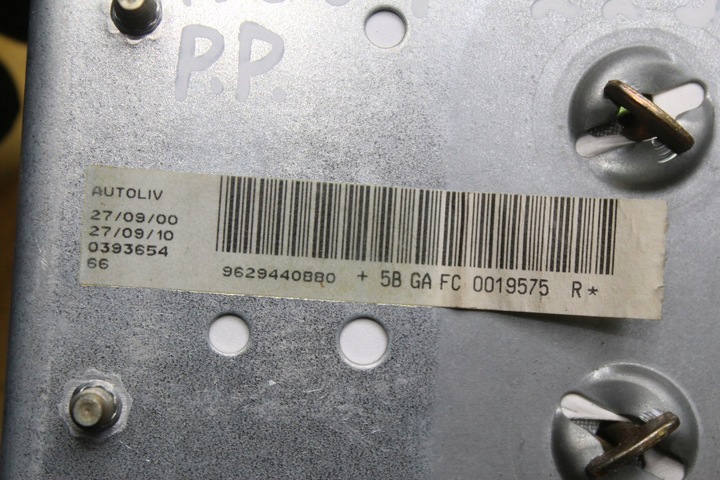 P.P.
AUTOLIV
27/09/00
27/09/10
0393654
66
9629440880 + 5B GA FC 0019575 R*